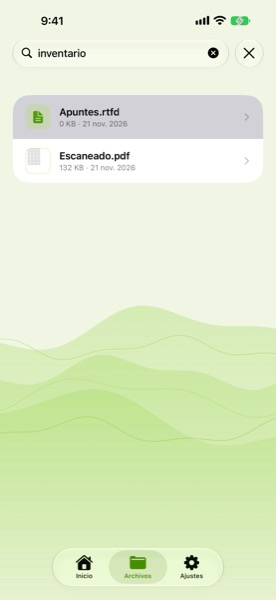 9:41
inventario
Apuntes.rtfd
0 KB · 21 nov. 2026
Escaneado.pdf
132 KB · 21 nov. 2026
Inicio
Archivos
Ajustes